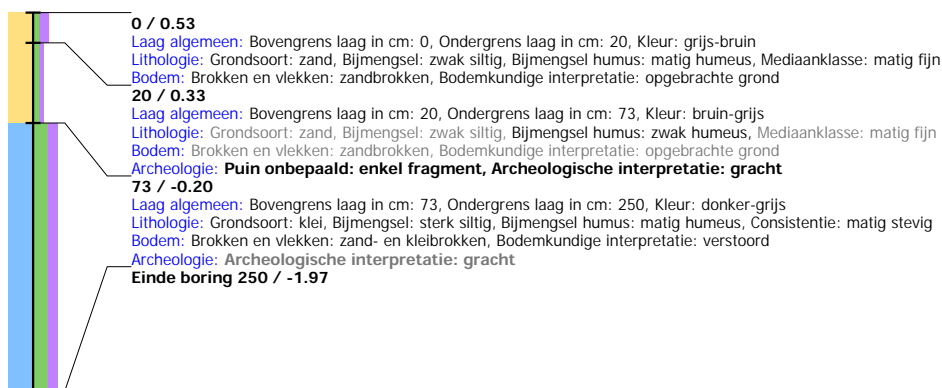 0 / 0.53
Laag algemeen: Bovengrens laag in cm: 0, Ondergrens laag in cm: 20, Kleur: grijs-bruin
Lithologie: Grondsoort: zand, Bijmengsel: zwak siltig, Bijmengsel humus: matig humeus, Mediaanklasse: matig fijn
Bodem: Brokken en vlekken: zandbrokken, Bodemkundige interpretatie: opgebrachte grond
20 / 0.33
Laag algemeen: Bovengrens laag in cm: 20, Ondergrens laag in cm: 73, Kleur: bruin-grijs
Lithologie: Grondsoort: zand, Bijmengsel: zwak siltig, Bijmengsel humus: zwak humeus, Mediaanklasse: matig fijn
Bodem: Brokken en vlekken: zandbrokken, Bodemkundige interpretatie: opgebrachte grond
Archeologie: Puin onbepaald: enkel fragment, Archeologische interpretatie: gracht
73 / -0.20
Laag algemeen: Bovengrens laag in cm: 73, Ondergrens laag in cm: 250, Kleur: donker-grijs
Lithologie: Grondsoort: klei, Bijmengsel: sterk siltig, Bijmengsel humus: matig humeus, Consistentie: matig stevig
Bodem: Brokken en vlekken: zand- en kleibrokken, Bodemkundige interpretatie: verstoord
Archeologie: Archeologische interpretatie: gracht
Einde boring 250 / -1.97